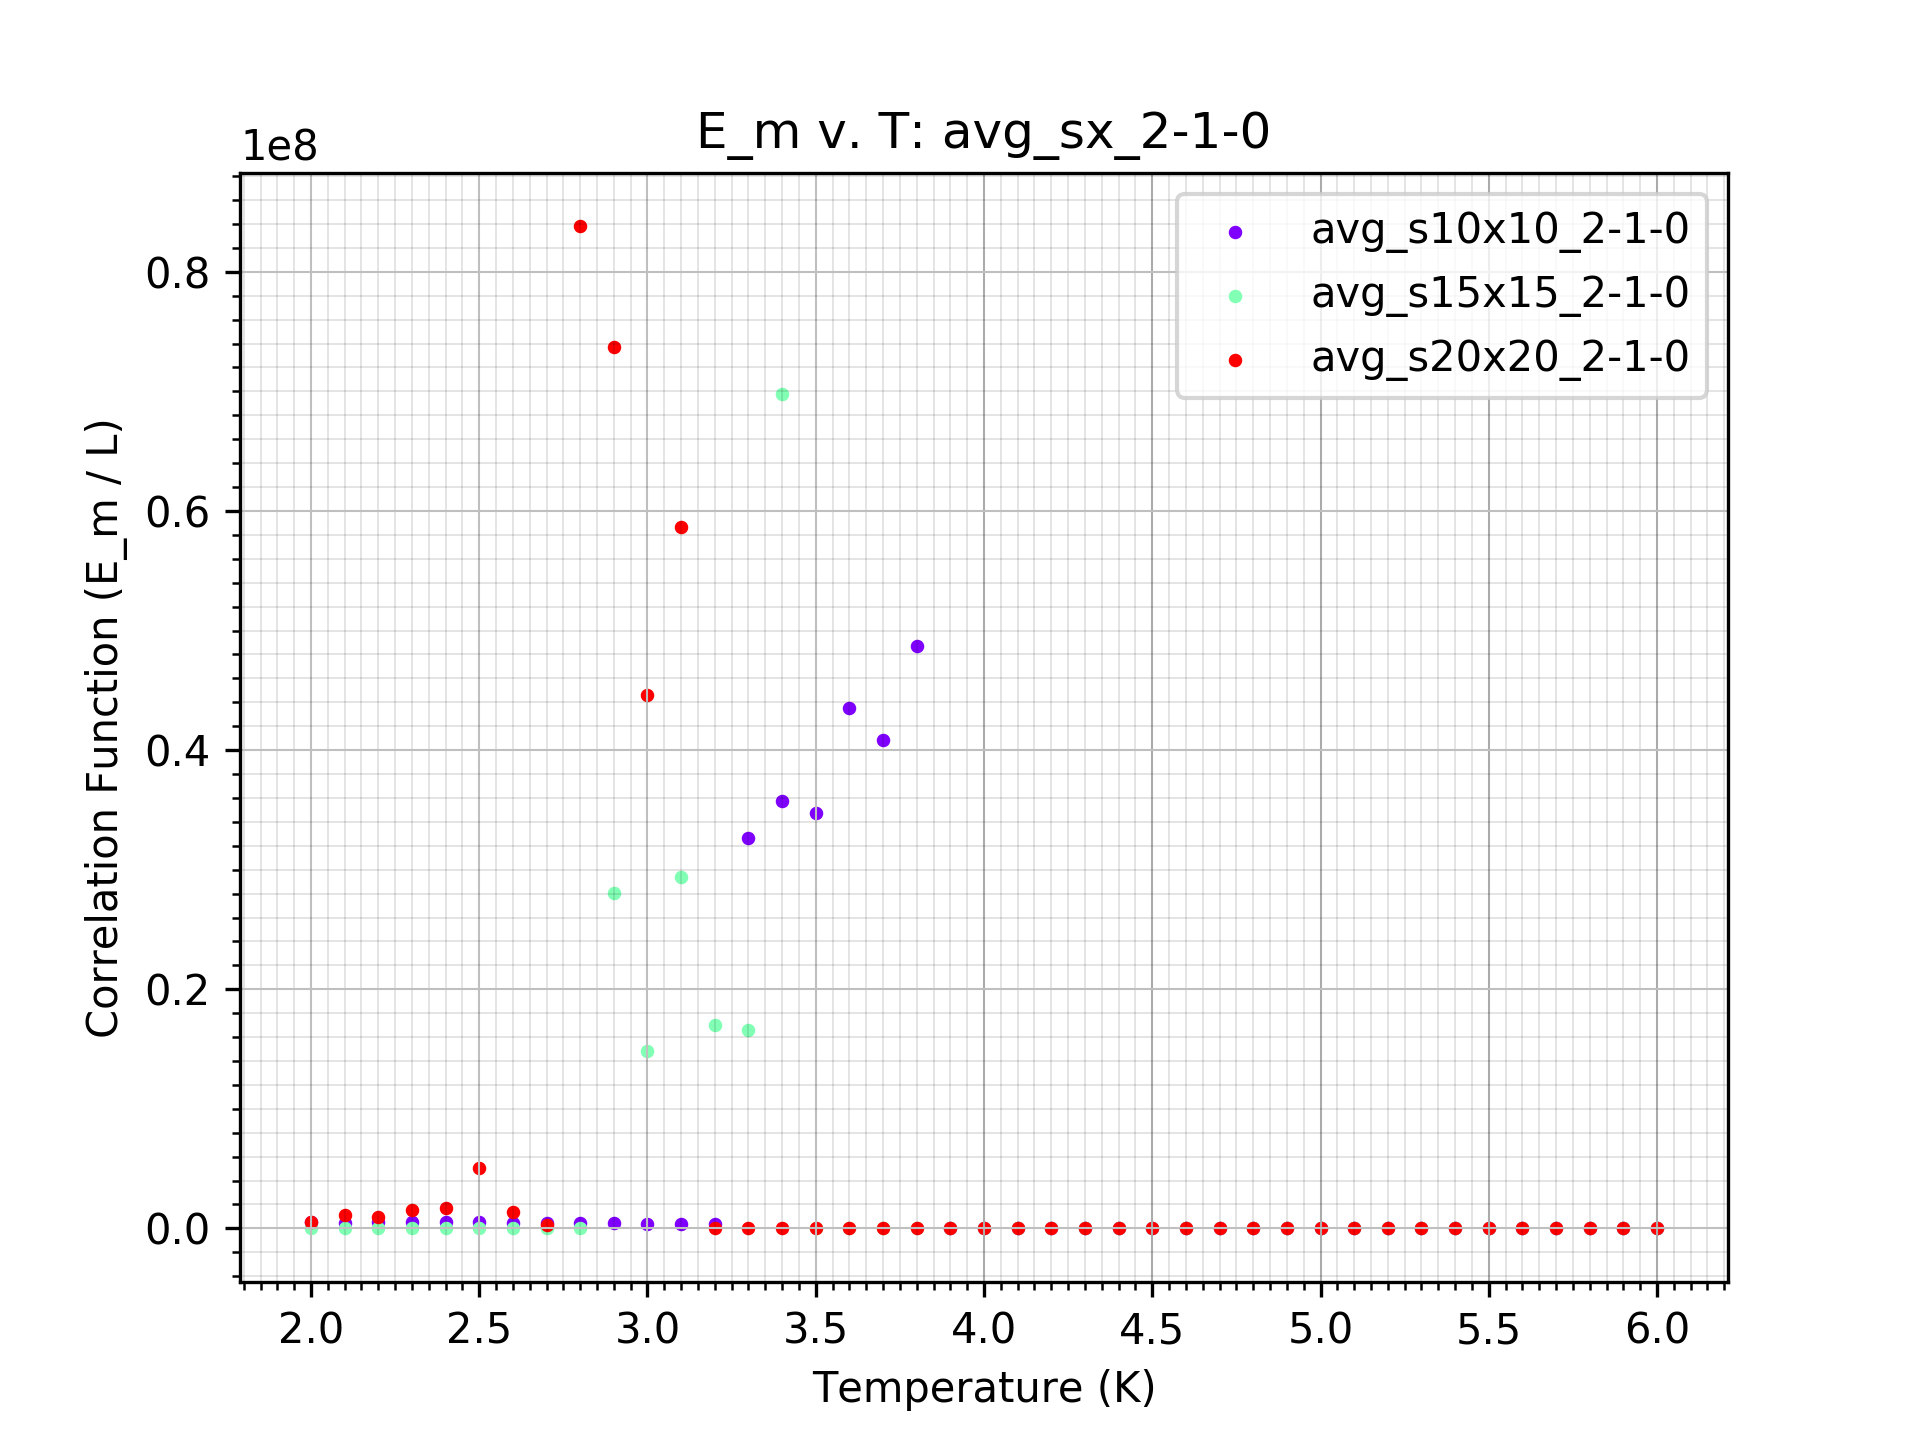 E_m v. T: avg_sx_2-1-0
1e8
avg_s10x10_2-1-0
avg_s15x15_2-1-0
avg_s20x20_2-1-0
0.8
0.6
0.4
0.2
0.0
Correlation Function (E_m / L)
2.0 2.5 3.0 3.5 4.0 4.5 5.0 5.5 6.0
Temperature (K)